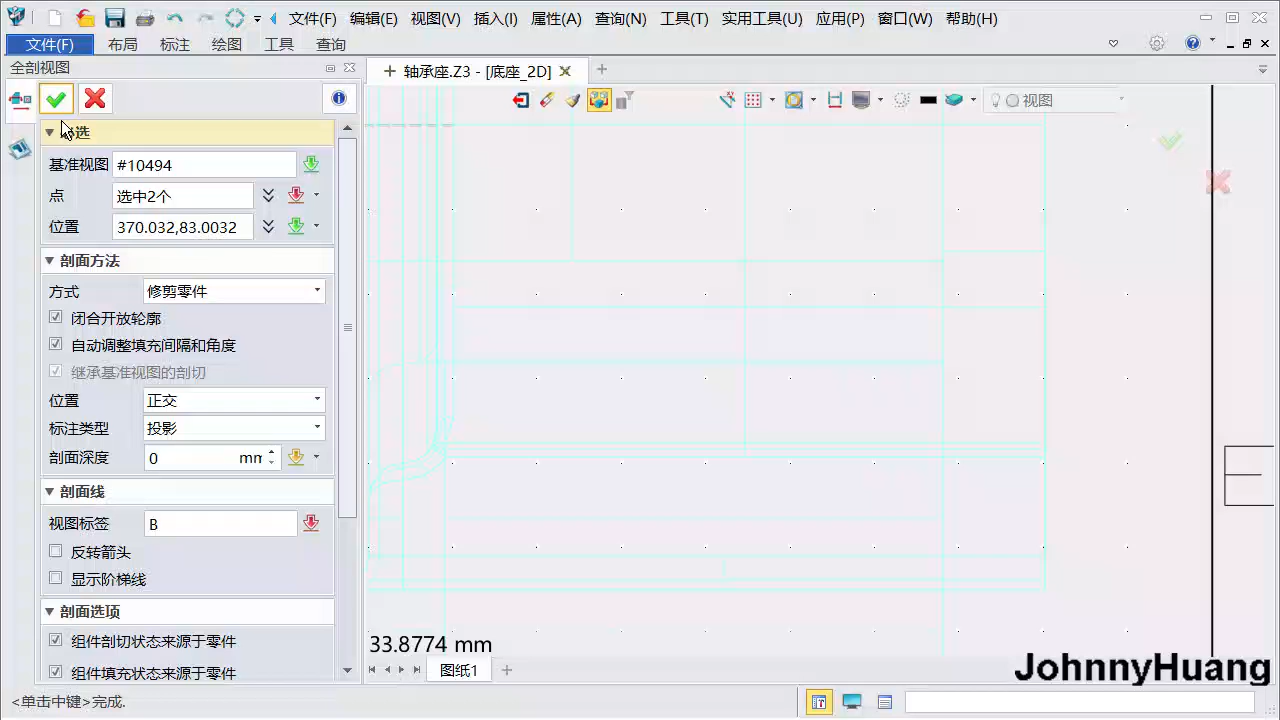 文件(F) 编辑(E) 视图(V) 插入(I) 属性(A) 查询(N) 工具(T) 实用工具(U) 应用(P) 窗口(W) 帮助(H)
文件(F) 布局 标注 绘图 工具 查询
全剖视图
轴承座.Z3 - [底座_2D]
视图
选
基准视图 #10494
点 选中2个
位置 370.032,83.0032
剖面方法
方式 修剪零件
闭合开放轮廓
自动调整填充间隔和角度
继承基准视图的剖切
位置 正交
标注类型 投影
剖面深度 0 mm
剖面线
视图标签 B
反转箭头
显示阶梯线
剖面选项
组件剖切状态来源于零件
组件填充状态来源于零件
33.8774 mm
图纸1
JohnnyHuang
<单击中键>完成.